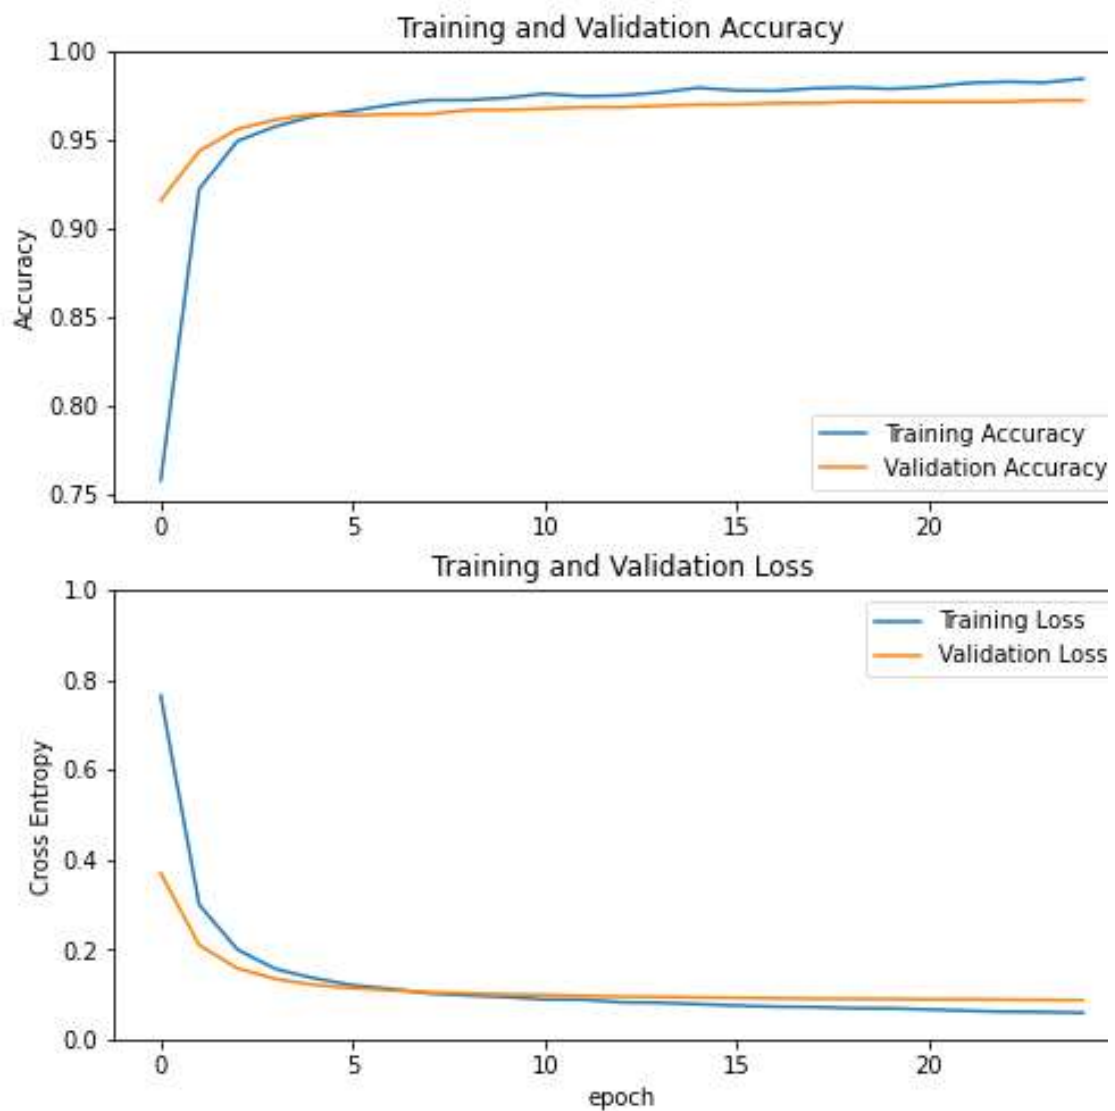 Training and Validation Accuracy
1.00
0.95
0.90
0.85
0.80
0.75
Accuracy
Training Accuracy
Validation Accuracy
0 5 10 15 20
Training and Validation Loss
1.0
0.8
0.6
0.4
0.2
0.0
Cross Entropy
Training Loss
Validation Loss
0 5 10 15 20
epoch